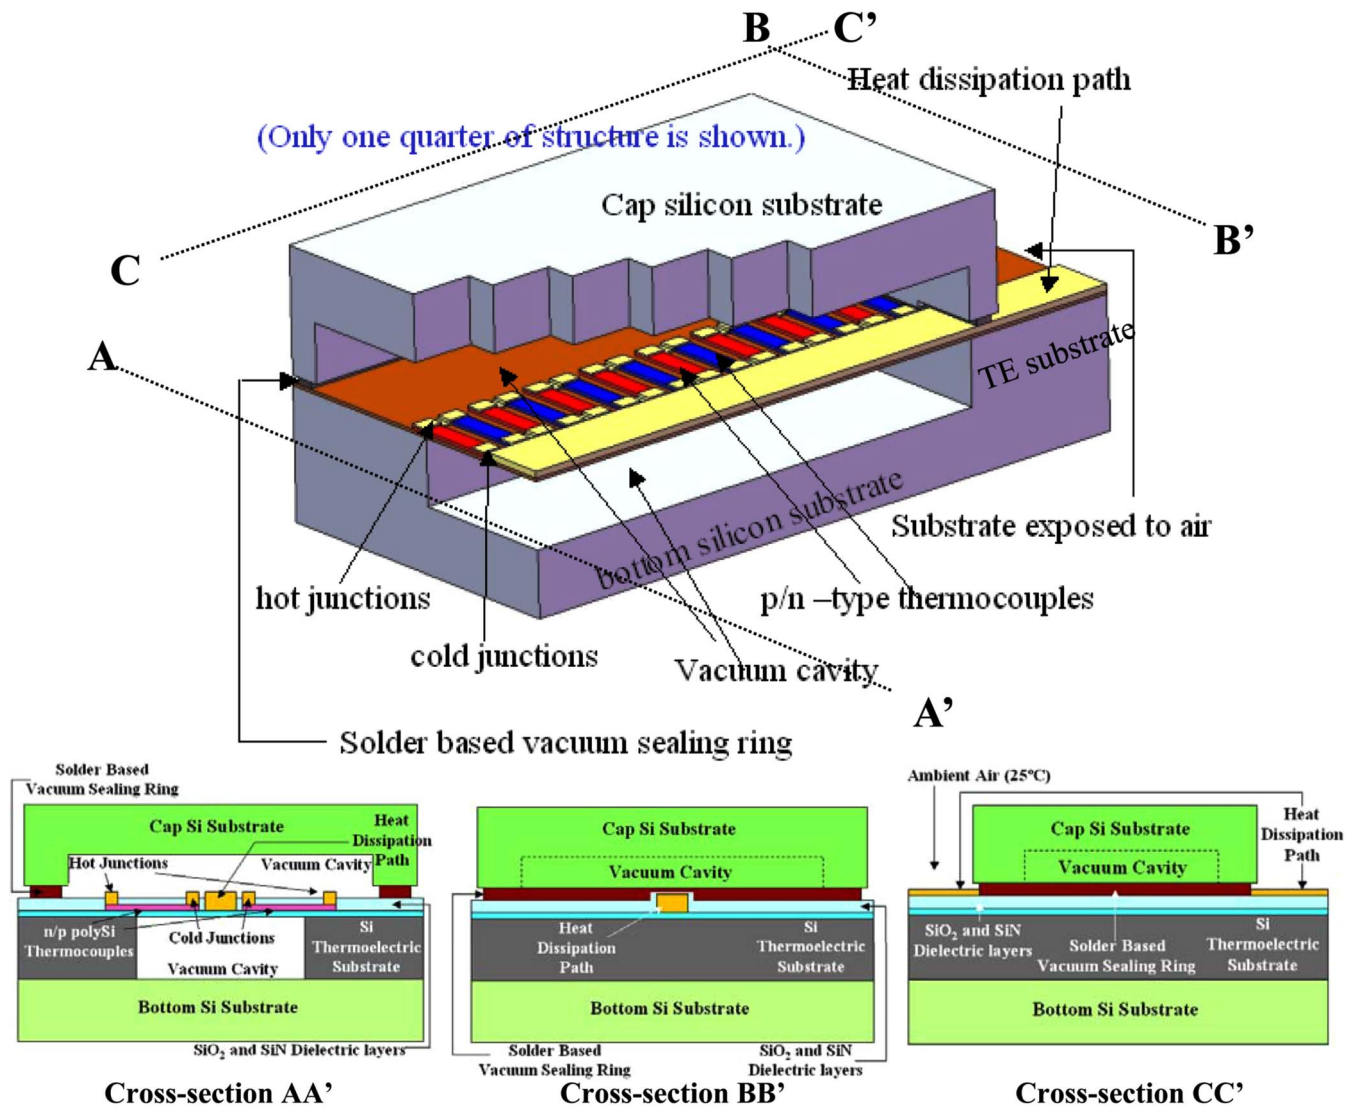 B
C’
Heat dissipation path
(Only one quarter of structure is shown.)
Cap silicon substrate
B’
C
A
TE substrate
bottom silicon substrate
Substrate exposed to air
hot junctions
p/n –type thermocouples
cold junctions
Vacuum cavity
A’
Solder based vacuum sealing ring
Solder Based
Vacuum Sealing Ring
Cap Si Substrate
Heat
Dissipation
Path
Hot Junctions
Vacuum Cavity
n/p polySi
Thermocouples
Cold Junctions
Vacuum Cavity
Si
Thermoelectric
Substrate
Bottom Si Substrate
SiO2 and SiN Dielectric layers
Cross-section AA’
Cap Si Substrate
Vacuum Cavity
Heat
Dissipation
Path
Si
Thermoelectric
Substrate
Bottom Si Substrate
Solder Based
Vacuum Sealing Ring
SiO2 and SiN
Dielectric layers
Cross-section BB’
Ambient Air (25ºC)
Cap Si Substrate
Vacuum Cavity
Heat
Dissipation
Path
SiO2 and SiN
Dielectric layers
Solder Based
Vacuum Sealing Ring
Si
Thermoelectric
Substrate
Bottom Si Substrate
Cross-section CC’